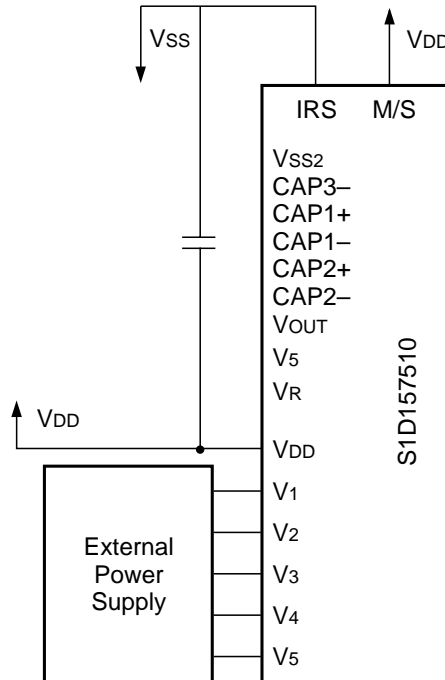 VSS
VDD
IRS M/S
VSS2
CAP3–
CAP1+
CAP1–
CAP2+
CAP2–
VOUT
V5
VR
S1D157510
VDD
VDD
V1
V2
V3
V4
V5
External
Power
Supply